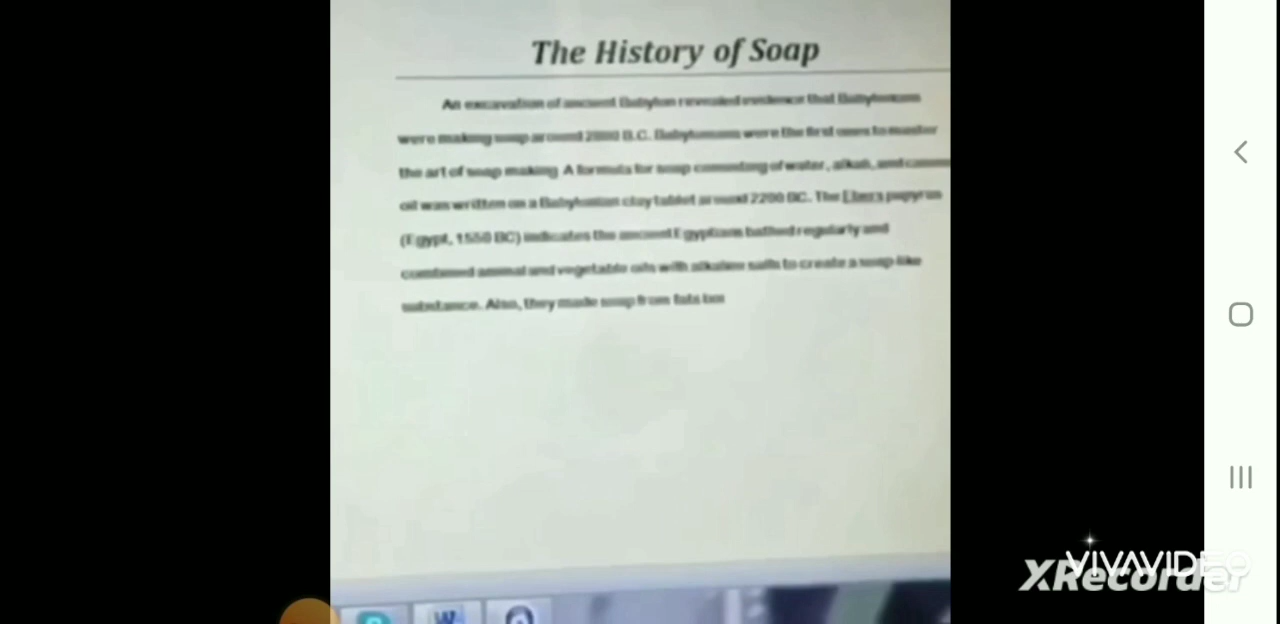 The History of Soap
An excavation of ancient Babylon revealed evidence that Babylonians
were making soap around 2800 B.C. Babylonians were the first ones to master
the art of soap making. A formula for soap consisting of water, alkali, and
oil was written on a Babylonian clay tablet around 2200 BC. The Ebers papyrus
(Egypt, 1550 BC) indicates the ancient Egyptians bathed regularly and
combined animal and vegetable oils with alkaline salts to create a soap-like
substance. Also, they made soap from fats
W
VIVAVIDEO
XRecorder